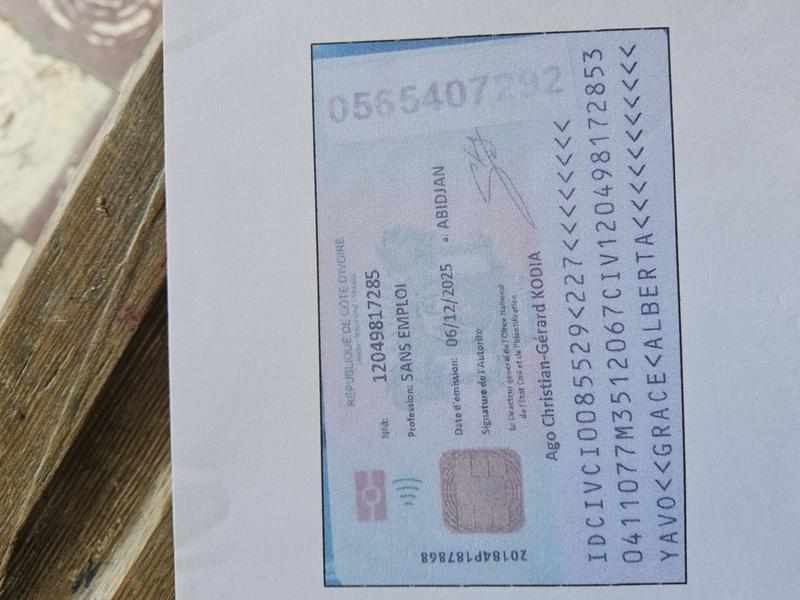 0565407292
RÉPUBLIQUE DE CÔTE D'IVOIRE
NNI: 12049817285
Profession: SANS EMPLOI
Date d'émission: 06/12/2025 à: ABIDJAN
Signature de l'Autorité
Le Directeur général de l'Office National
de l'État Civil et de l'Identification
Ago Christian-Gérard KODIA
20184P187868
IDCIVCI0085529<227<<<<<<<<
0411077M3512067CIV120498172853
YAVO<<GRACE<ALBERTA<<<<<<<<<<<